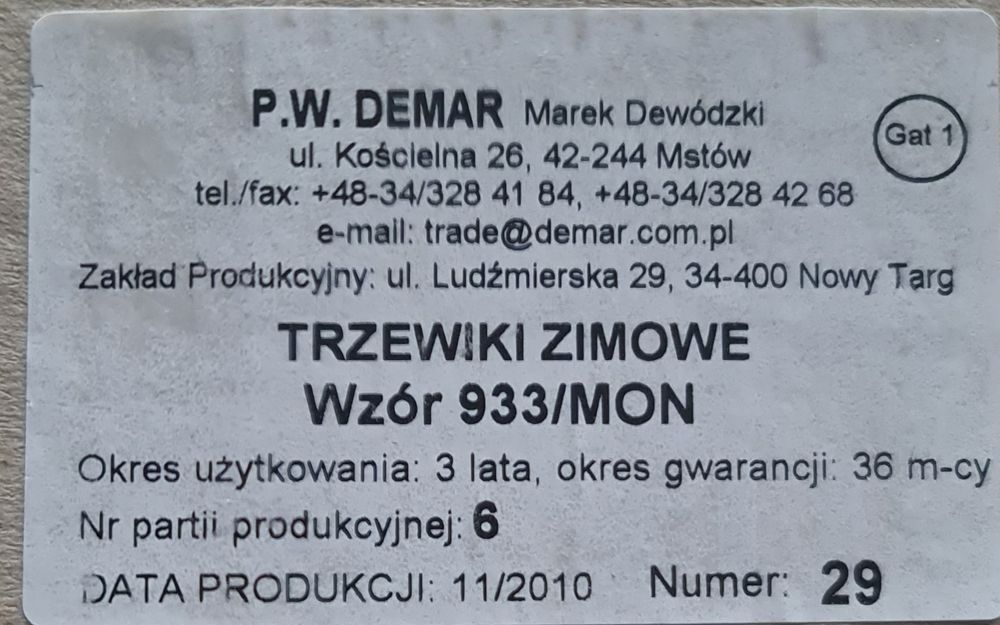 P.W. DEMAR Marek Dewódzki
Gat 1
ul. Kościelna 26, 42-244 Mstów
tel./fax: +48-34/328 41 84, +48-34/328 42 68
e-mail: trade@demar.com.pl
Zakład Produkcyjny: ul. Ludźmierska 29, 34-400 Nowy Targ
TRZEWIKI ZIMOWE
Wzór 933/MON
Okres użytkowania: 3 lata, okres gwarancji: 36 m-cy
Nr partii produkcyjnej: 6
DATA PRODUKCJI: 11/2010 Numer: 29